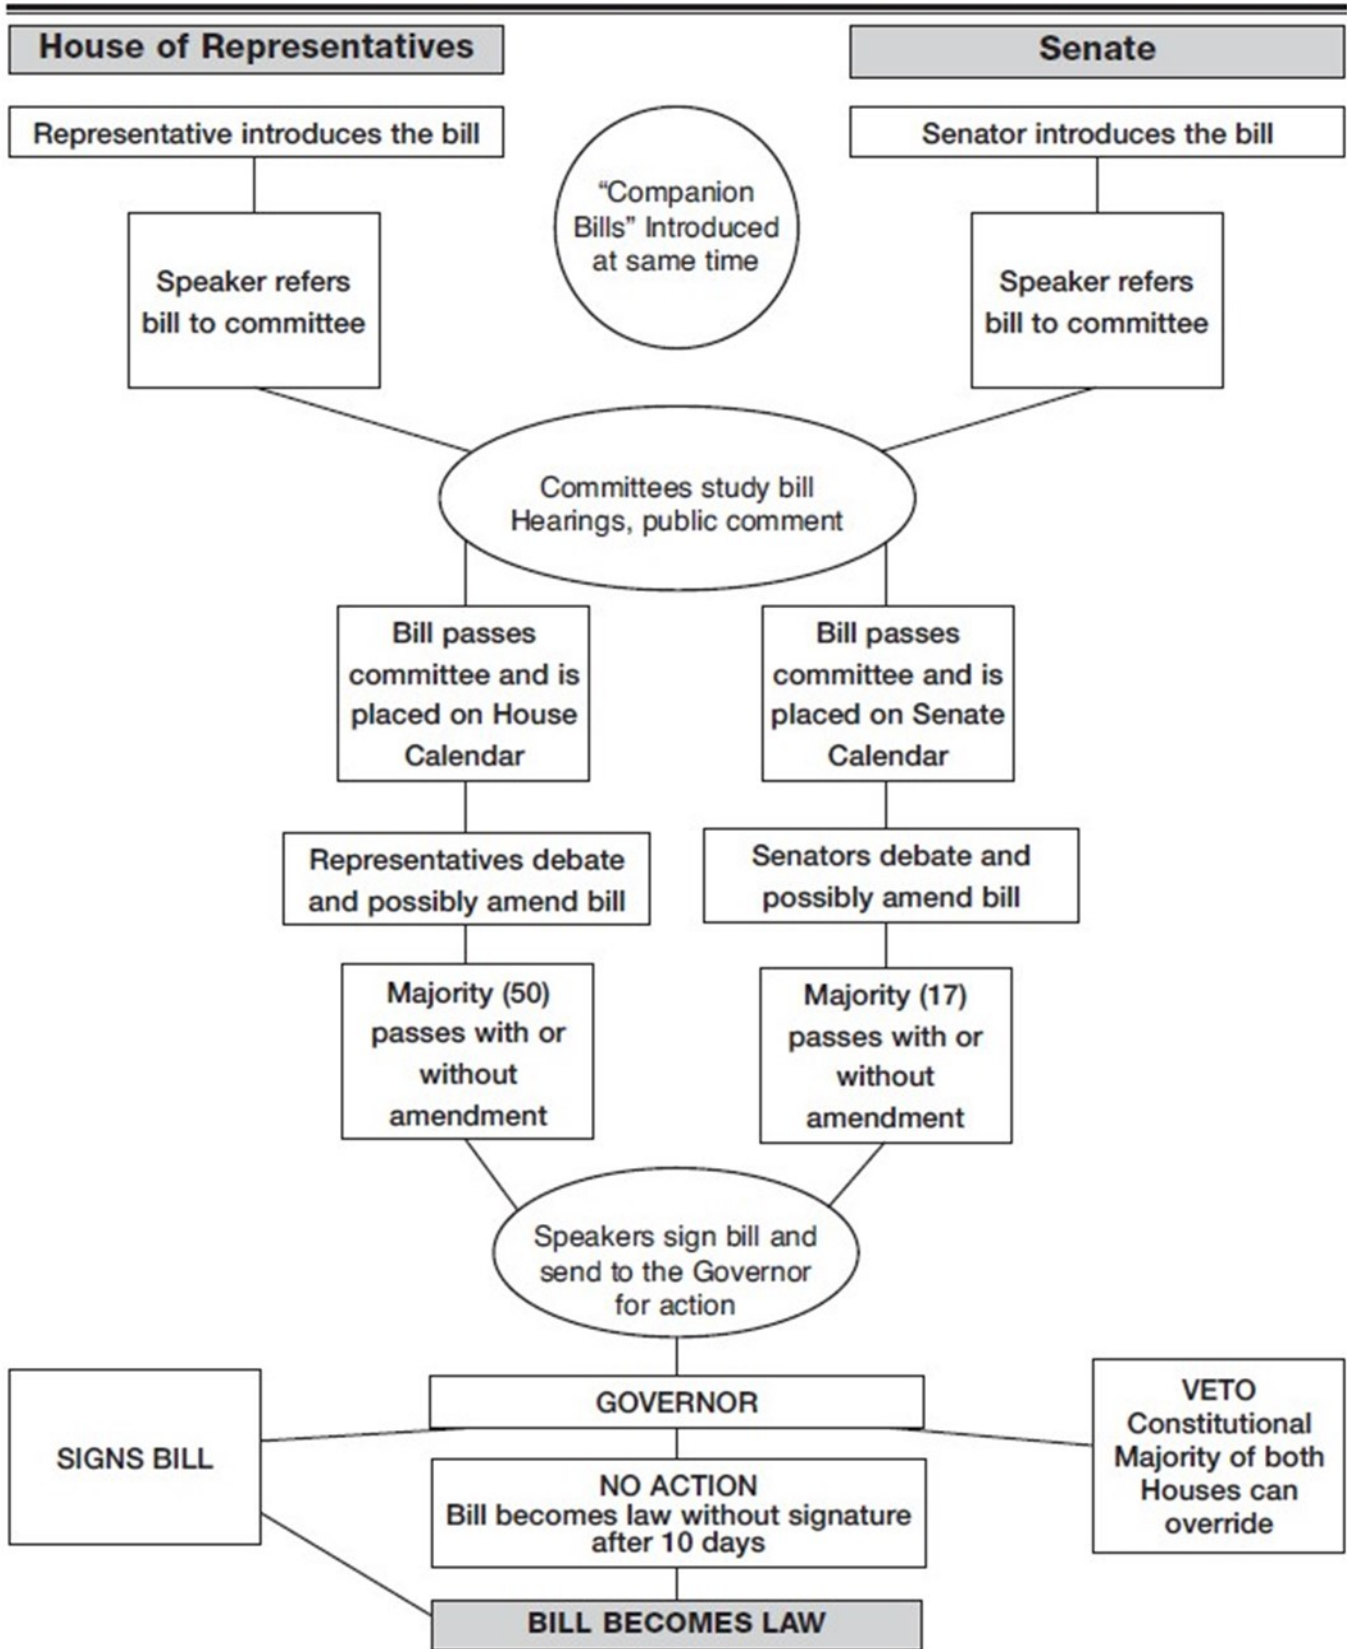 House of Representatives
Senate
Representative introduces the bill
Senator introduces the bill
“Companion
Bills” Introduced
at same time
Speaker refers
bill to committee
Speaker refers
bill to committee
Committees study bill
Hearings, public comment
Bill passes
committee and is
placed on House
Calendar
Bill passes
committee and is
placed on Senate
Calendar
Representatives debate
and possibly amend bill
Senators debate and
possibly amend bill
Majority (50)
passes with or
without
amendment
Majority (17)
passes with or
without
amendment
Speakers sign bill and
send to the Governor
for action
GOVERNOR
SIGNS BILL
NO ACTION
Bill becomes law without signature
after 10 days
VETO
Constitutional
Majority of both
Houses can
override
BILL BECOMES LAW